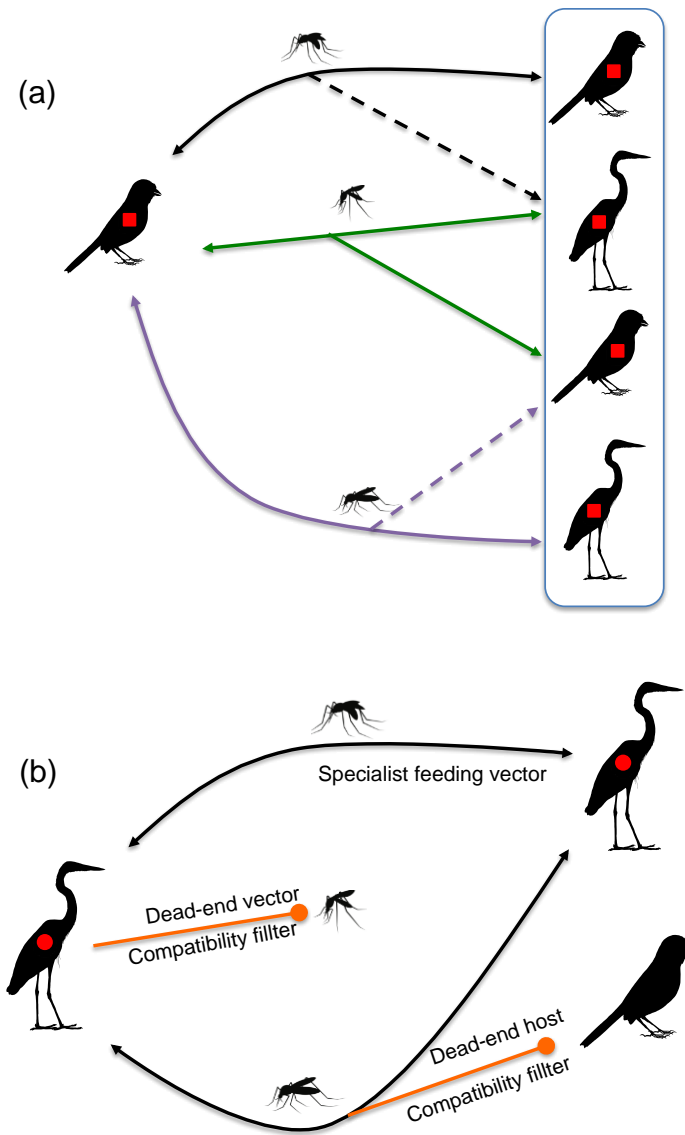 (a)
(b)
Specialist feeding vector
Dead-end vector
Compatibility fillter
Dead-end host
Compatibility fillter